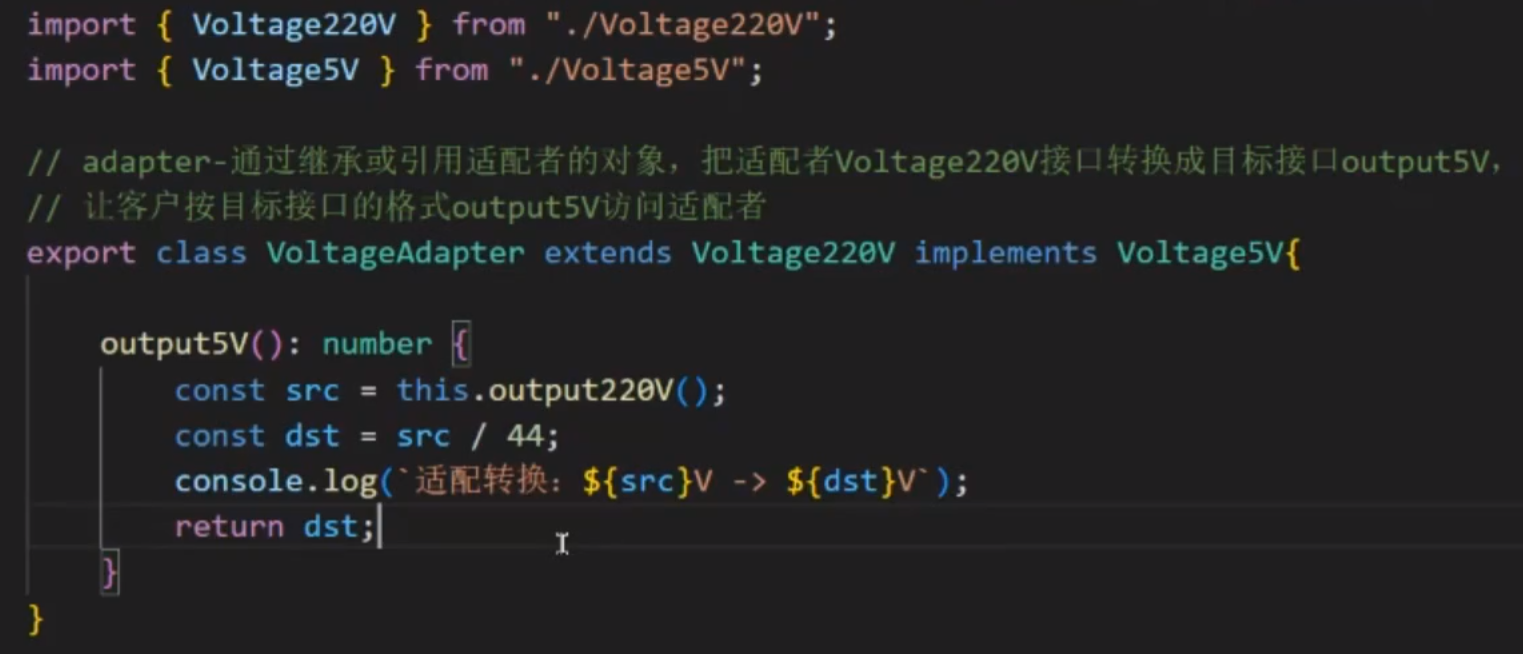 import { Voltage220V } from "./Voltage220V";
import { Voltage5V } from "./Voltage5V";
// adapter-通过继承或引用适配者的对象，把适配者Voltage220V接口转换成目标接口output5V，
// 让客户按目标接口的格式output5V访问适配者
export class VoltageAdapter extends Voltage220V implements Voltage5V{
output5V(): number {
const src = this.output220V();
const dst = src / 44;
console.log(`适配转换：${src}V -> ${dst}V`);
return dst;
}
}